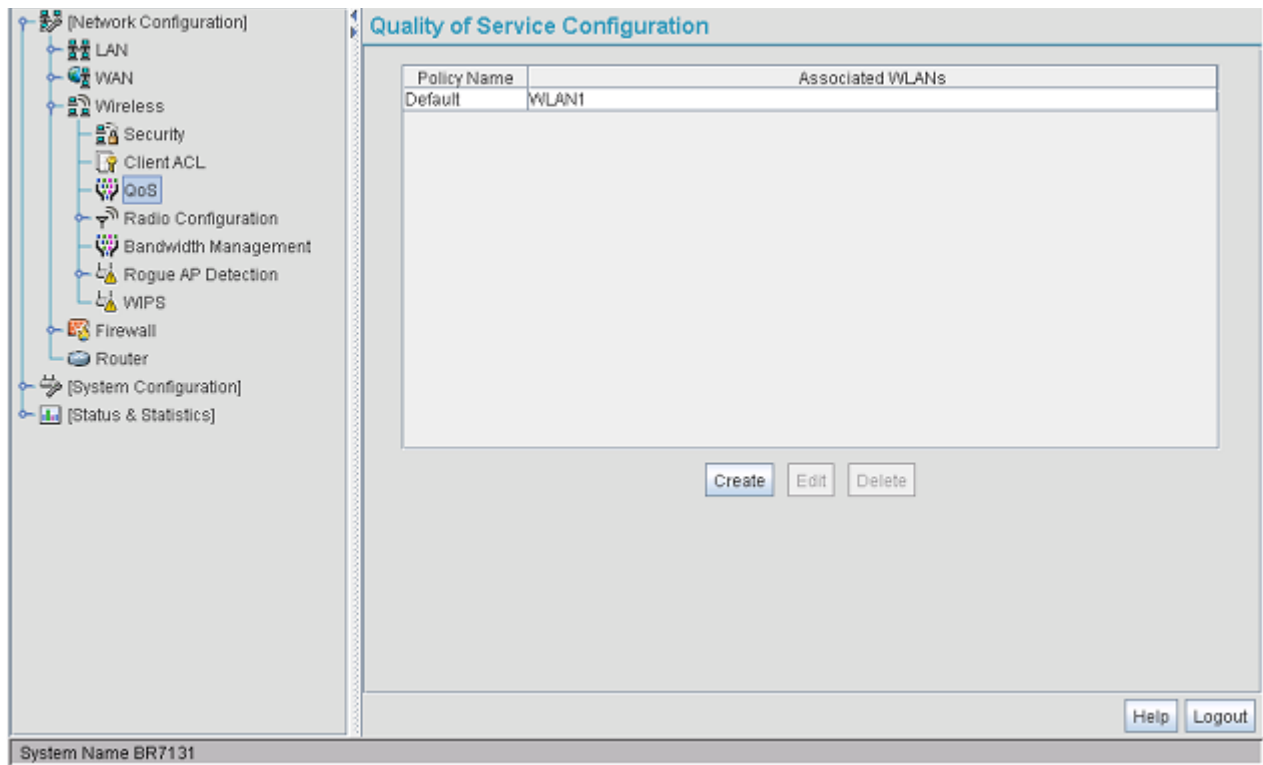 [Network Configuration]
LAN
WAN
Wireless
Security
Client ACL
QoS
Radio Configuration
Bandwidth Management
Rogue AP Detection
WIPS
Firewall
Router
[System Configuration]
[Status & Statistics]
Quality of Service Configuration
Policy Name Associated WLANs
Default WLAN1
Create Edit Delete
Help Logout
System Name BR7131